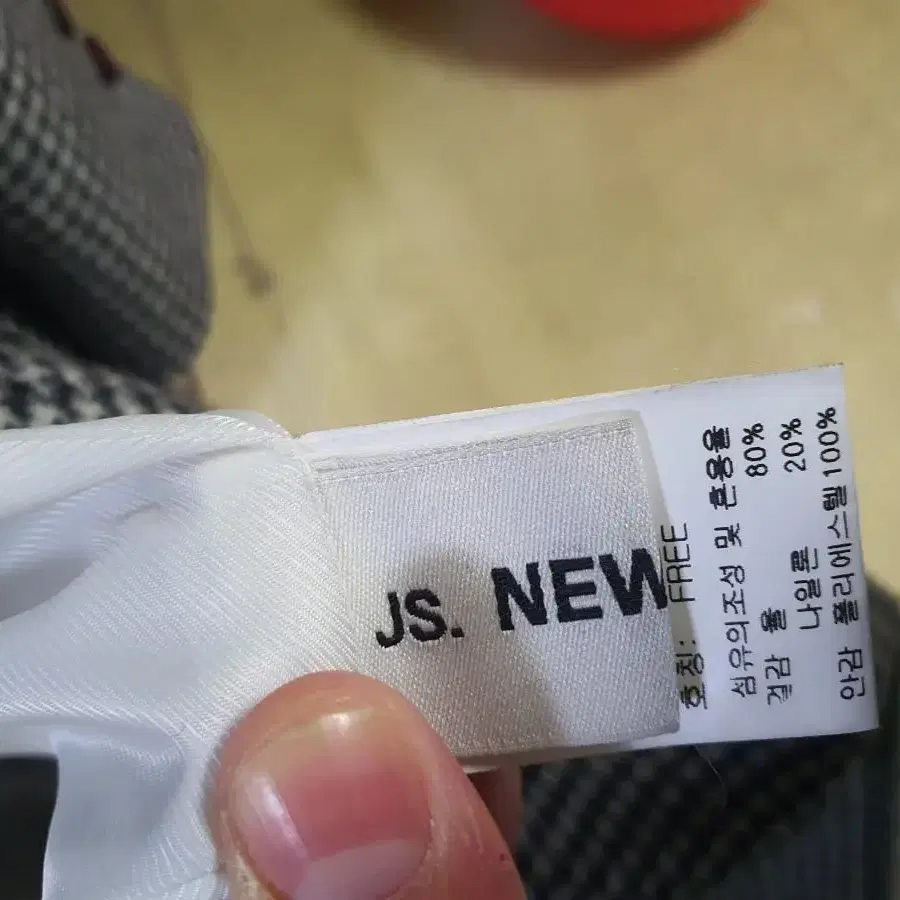 JS. NEW
호칭: FREE
섬유의조성 및 혼용율
겉감 울 80%
나일론 20%
안감 폴리에스텔 100%